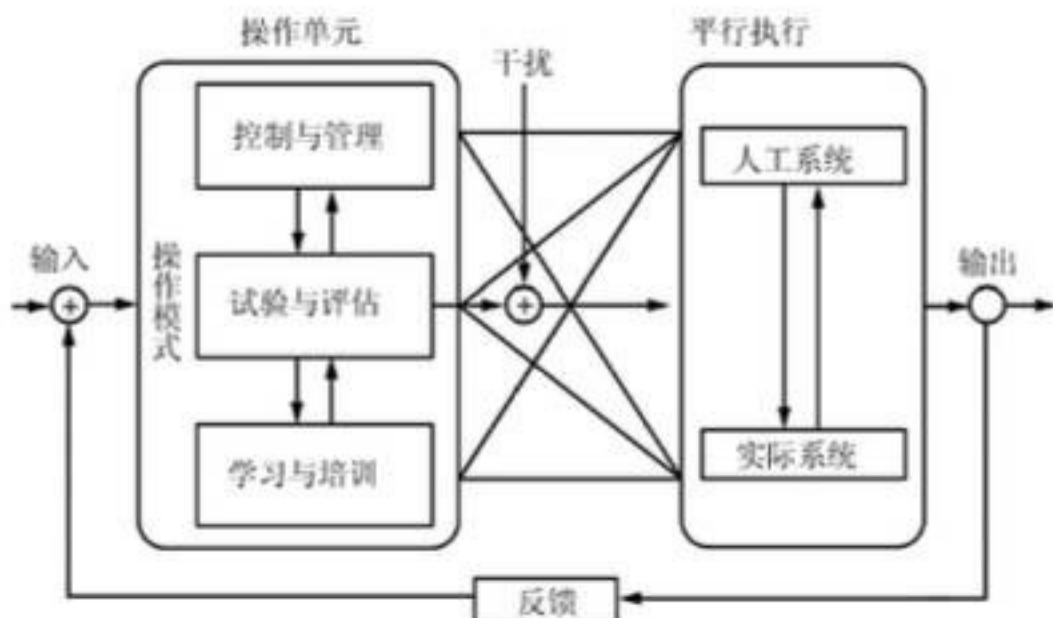 操作单元
平行执行
干扰
控制与管理
人工系统
输入
操作模式
试验与评估
输出
学习与培训
实际系统
反馈